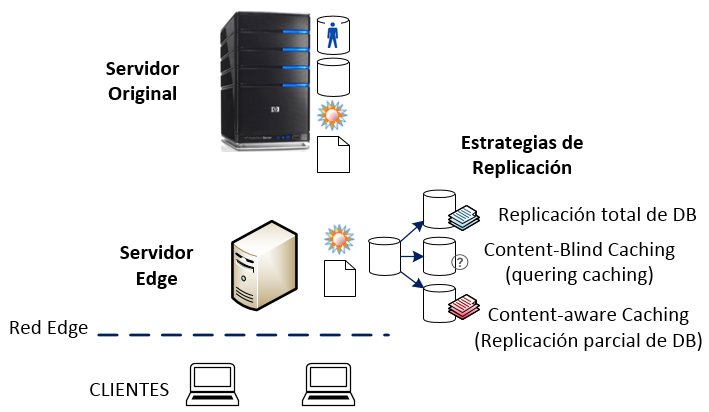 Servidor
Original
Estrategias de
Replicación
Replicación total de DB
Servidor
Edge
Content-Blind Caching
(quering caching)
?
Content-aware Caching
(Replicación parcial de DB)
Red Edge
CLIENTES